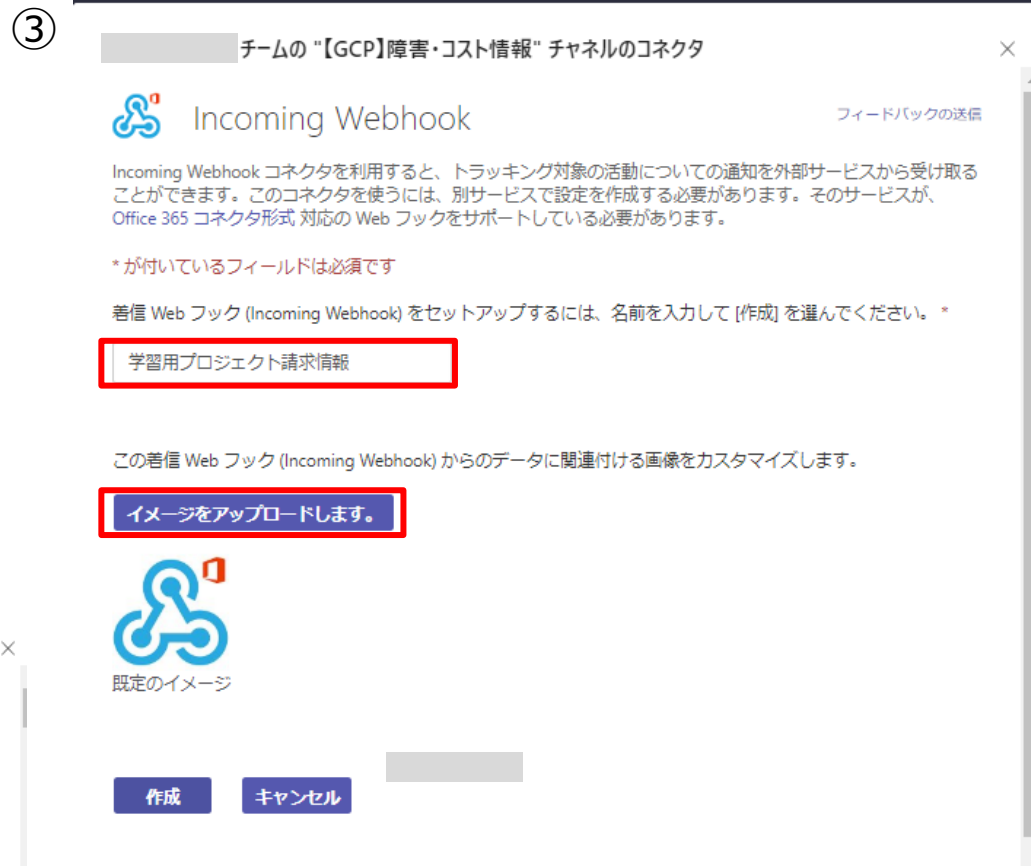 ③
チームの "【GCP】障害・コスト情報" チャネルのコネクタ
Incoming Webhook
フィードバックの送信
Incoming Webhook コネクタを利用すると、トラッキング対象の活動についての通知を外部サービスから受け取る
ことができます。このコネクタを使うには、別サービスで設定を作成する必要があります。そのサービスが、
Office 365 コネクタ形式 対応の Web フックをサポートしている必要があります。
* が付いているフィールドは必須です
着信 Web フック (Incoming Webhook) をセットアップするには、名前を入力して [作成] を選んでください。 *
学習用プロジェクト請求情報
この着信 Web フック (Incoming Webhook) からのデータに関連付ける画像をカスタマイズします。
イメージをアップロードします。
既定のイメージ
作成
キャンセル